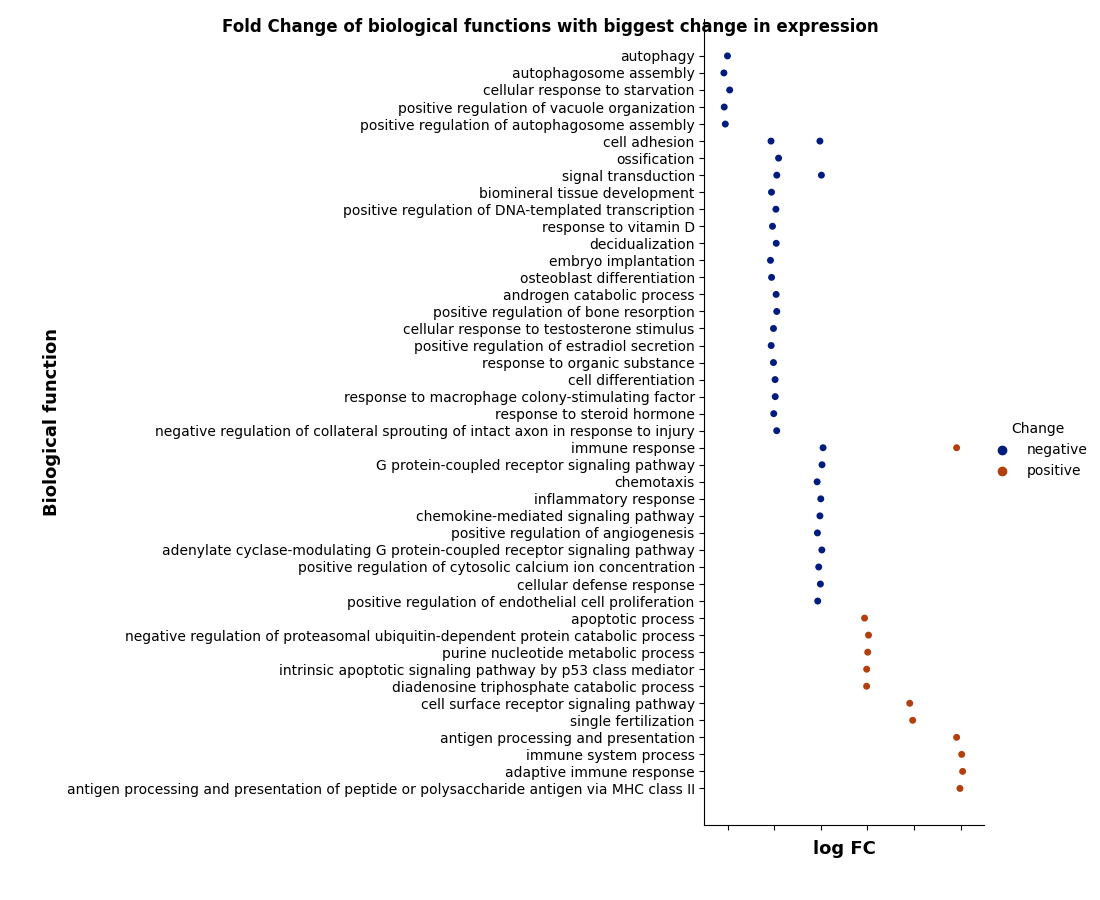 Fold Change of biological functions with biggest change in expression
autophagy
autophagosome assembly
cellular response to starvation
positive regulation of vacuole organization
positive regulation of autophagosome assembly
cell adhesion
ossification
signal transduction
biomineral tissue development
positive regulation of DNA-templated transcription
response to vitamin D
decidualization
embryo implantation
osteoblast differentiation
androgen catabolic process
positive regulation of bone resorption
cellular response to testosterone stimulus
positive regulation of estradiol secretion
response to organic substance
cell differentiation
response to macrophage colony-stimulating factor
response to steroid hormone
negative regulation of collateral sprouting of intact axon in response to injury
immune response
G protein-coupled receptor signaling pathway
chemotaxis
inflammatory response
chemokine-mediated signaling pathway
positive regulation of angiogenesis
adenylate cyclase-modulating G protein-coupled receptor signaling pathway
positive regulation of cytosolic calcium ion concentration
cellular defense response
positive regulation of endothelial cell proliferation
apoptotic process
negative regulation of proteasomal ubiquitin-dependent protein catabolic process
purine nucleotide metabolic process
intrinsic apoptotic signaling pathway by p53 class mediator
diadenosine triphosphate catabolic process
cell surface receptor signaling pathway
single fertilization
antigen processing and presentation
immune system process
adaptive immune response
antigen processing and presentation of peptide or polysaccharide antigen via MHC class II
Biological function
log FC
Change
negative
positive